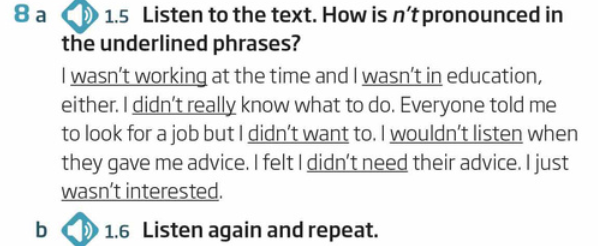 8 a 1.5 Listen to the text. How is n't pronounced in
the underlined phrases?
I wasn't working at the time and I wasn't in education,
either. I didn't really know what to do. Everyone told me
to look for a job but I didn't want to. I wouldn't listen when
they gave me advice. I felt I didn't need their advice. I just
wasn't interested.
b 1.6 Listen again and repeat.